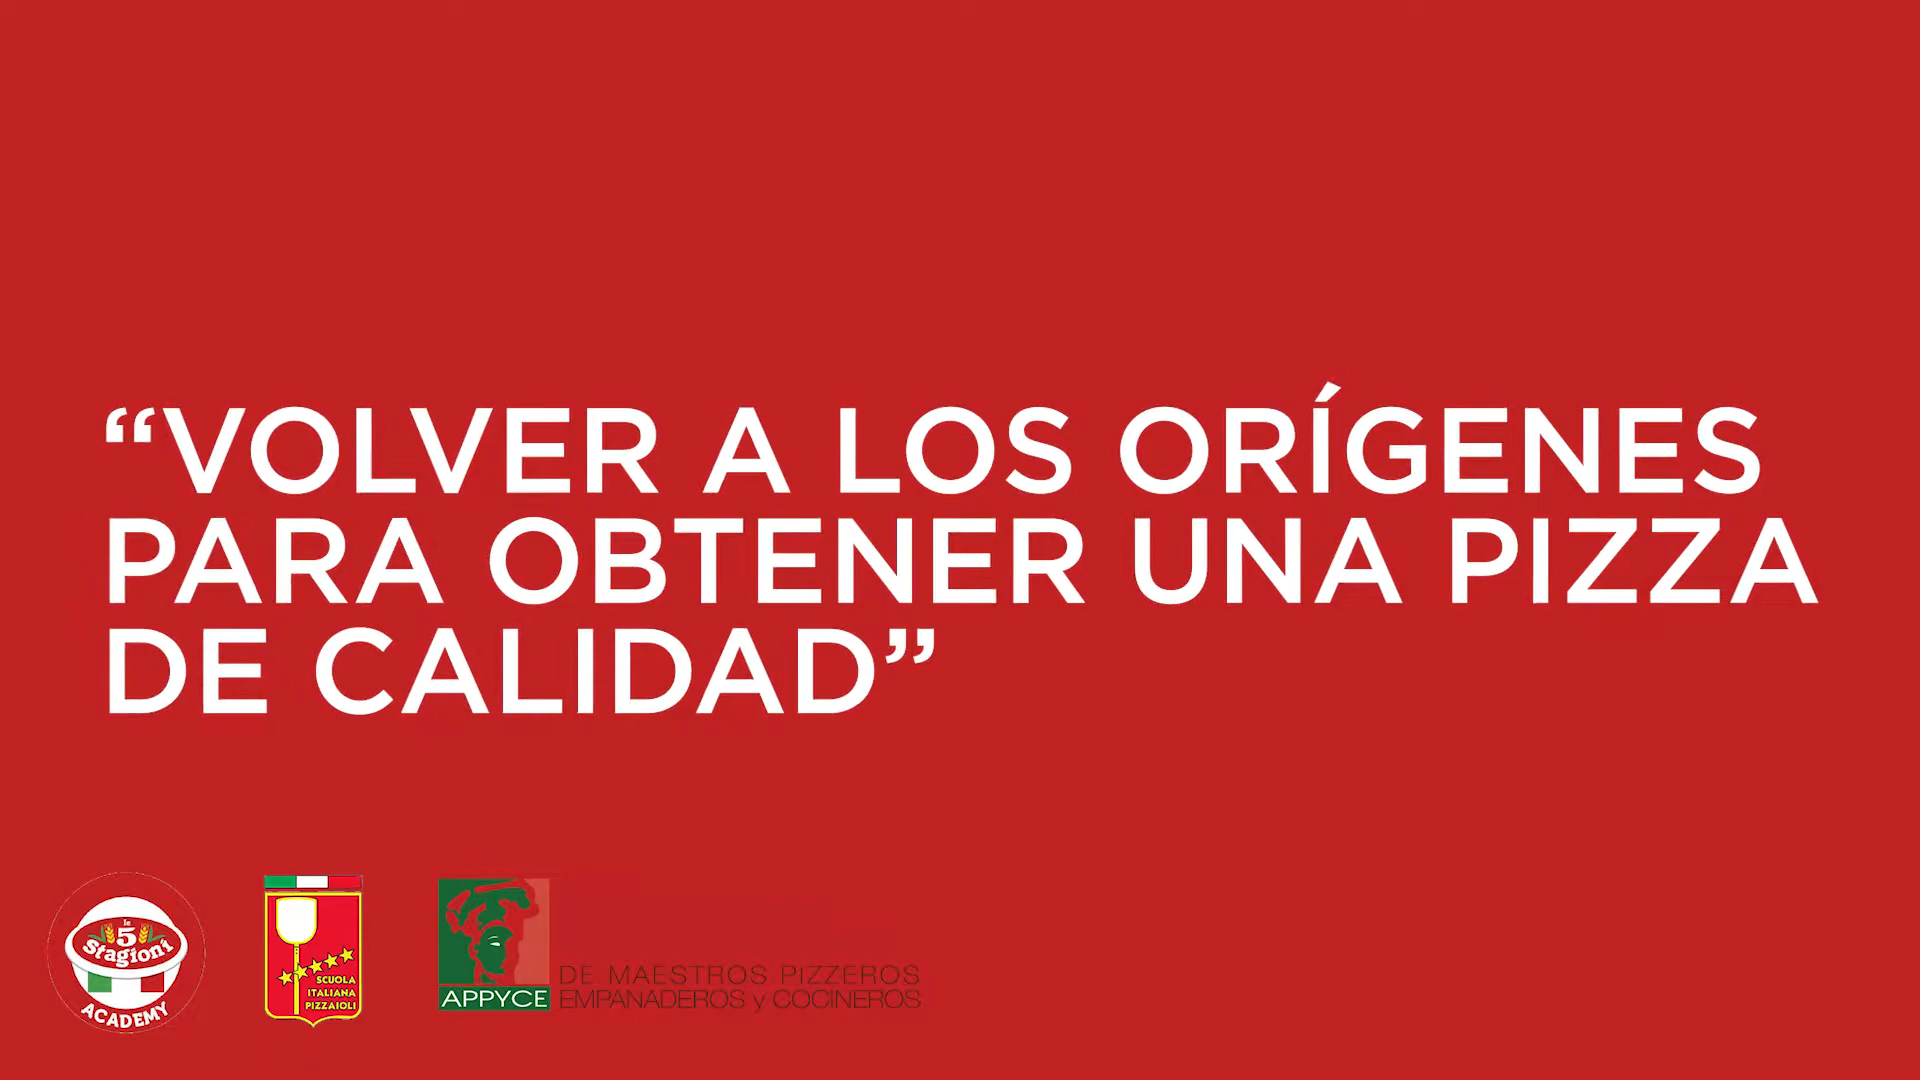 “VOLVER A LOS ORÍGENES
PARA OBTENER UNA PIZZA
DE CALIDAD”
le
5
Stagioni
ACADEMY
SCUOLA
ITALIANA
PIZZAIOLI
APPYCE
DE MAESTROS PIZZEROS
EMPANADEROS y COCINEROS